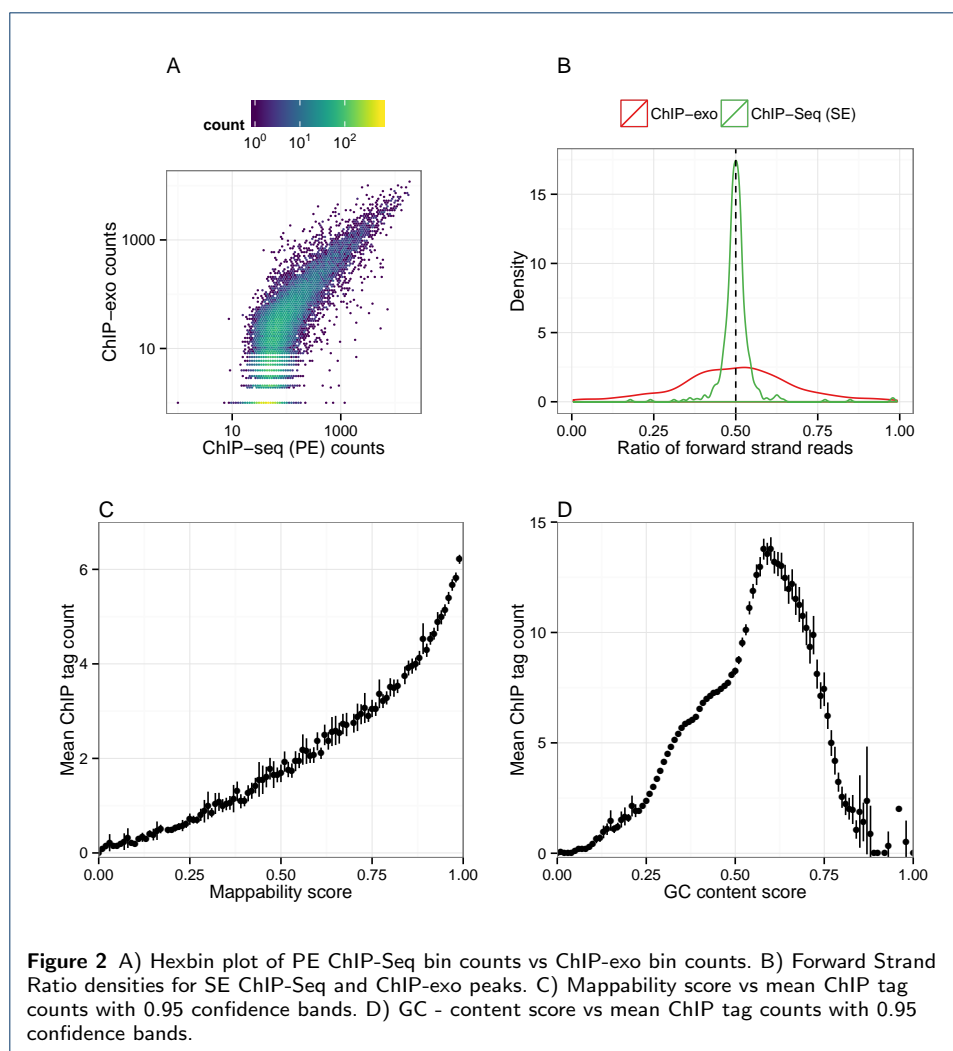 A
count
10^0 10^1 10^2
ChIP−exo counts
1000
10
10 1000
ChIP−seq (PE) counts
B
ChIP−exo ChIP−Seq (SE)
Density
15
10
5
0
0.00 0.25 0.50 0.75 1.00
Ratio of forward strand reads
C
Mean ChIP tag count
6
4
2
0
0.00 0.25 0.50 0.75 1.00
Mappability score
D
Mean ChIP tag count
15
10
5
0
0.00 0.25 0.50 0.75 1.00
GC content score
Figure 2 A) Hexbin plot of PE ChIP-Seq bin counts vs ChIP-exo bin counts. B) Forward Strand
Ratio densities for SE ChIP-Seq and ChIP-exo peaks. C) Mappability score vs mean ChIP tag
counts with 0.95 confidence bands. D) GC - content score vs mean ChIP tag counts with 0.95
confidence bands.